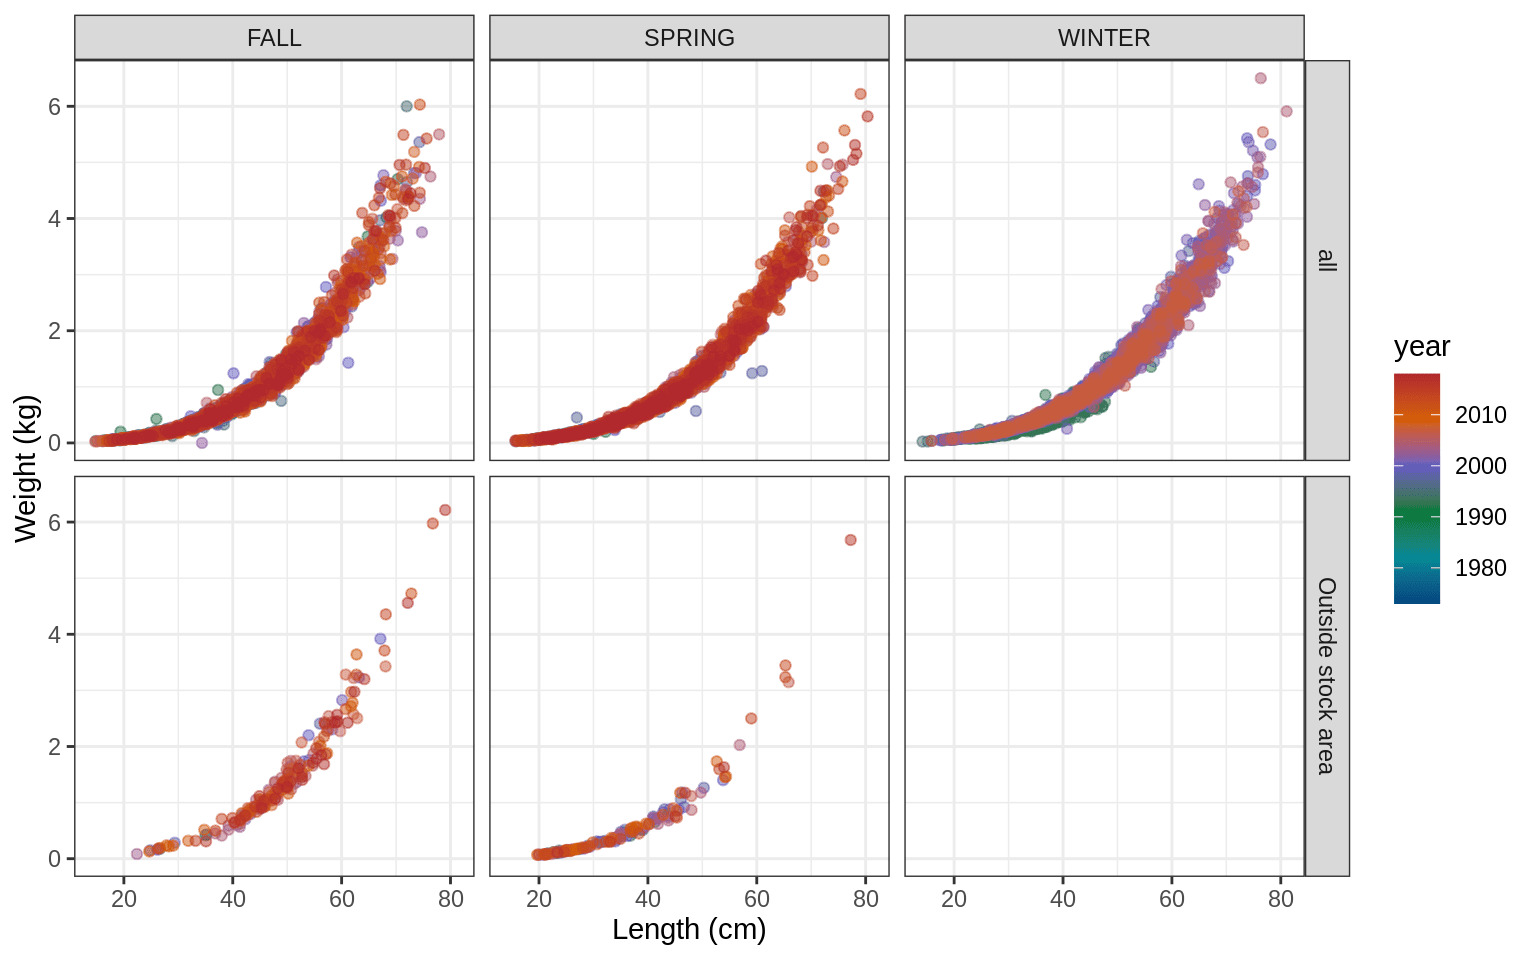 FALL SPRING WINTER
6
4
2
0
all
6
4
2
0
Outside stock area
20 40 60 80 20 40 60 80 20 40 60 80
Length (cm)
Weight (kg)
year
2010
2000
1990
1980